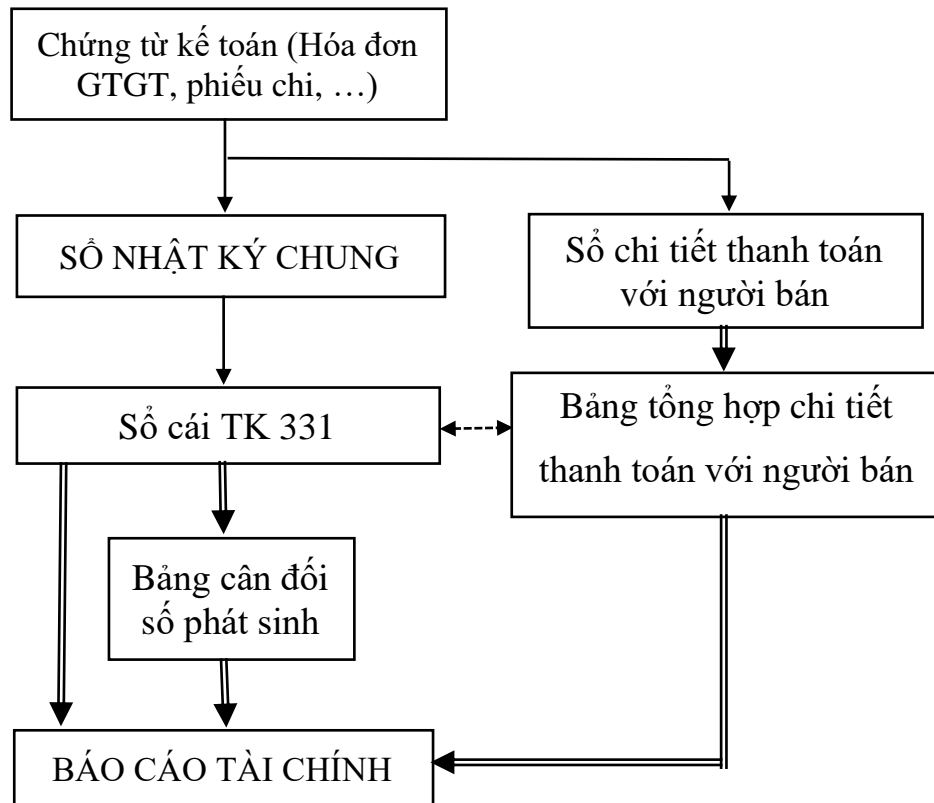 Chứng từ kế toán (Hóa đơn
GTGT, phiếu chi, …)
SỔ NHẬT KÝ CHUNG
Sổ chi tiết thanh toán
với người bán
Sổ cái TK 331
Bảng tổng hợp chi tiết
thanh toán với người bán
Bảng cân đối
số phát sinh
BÁO CÁO TÀI CHÍNH